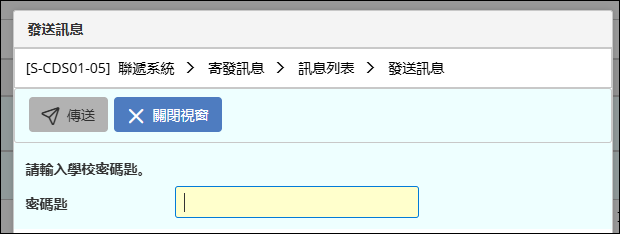 發送訊息
[S-CDS01-05] 聯遞系統 > 寄發訊息 > 訊息列表 > 發送訊息
傳送 關閉視窗
請輸入學校密碼匙。
密碼匙